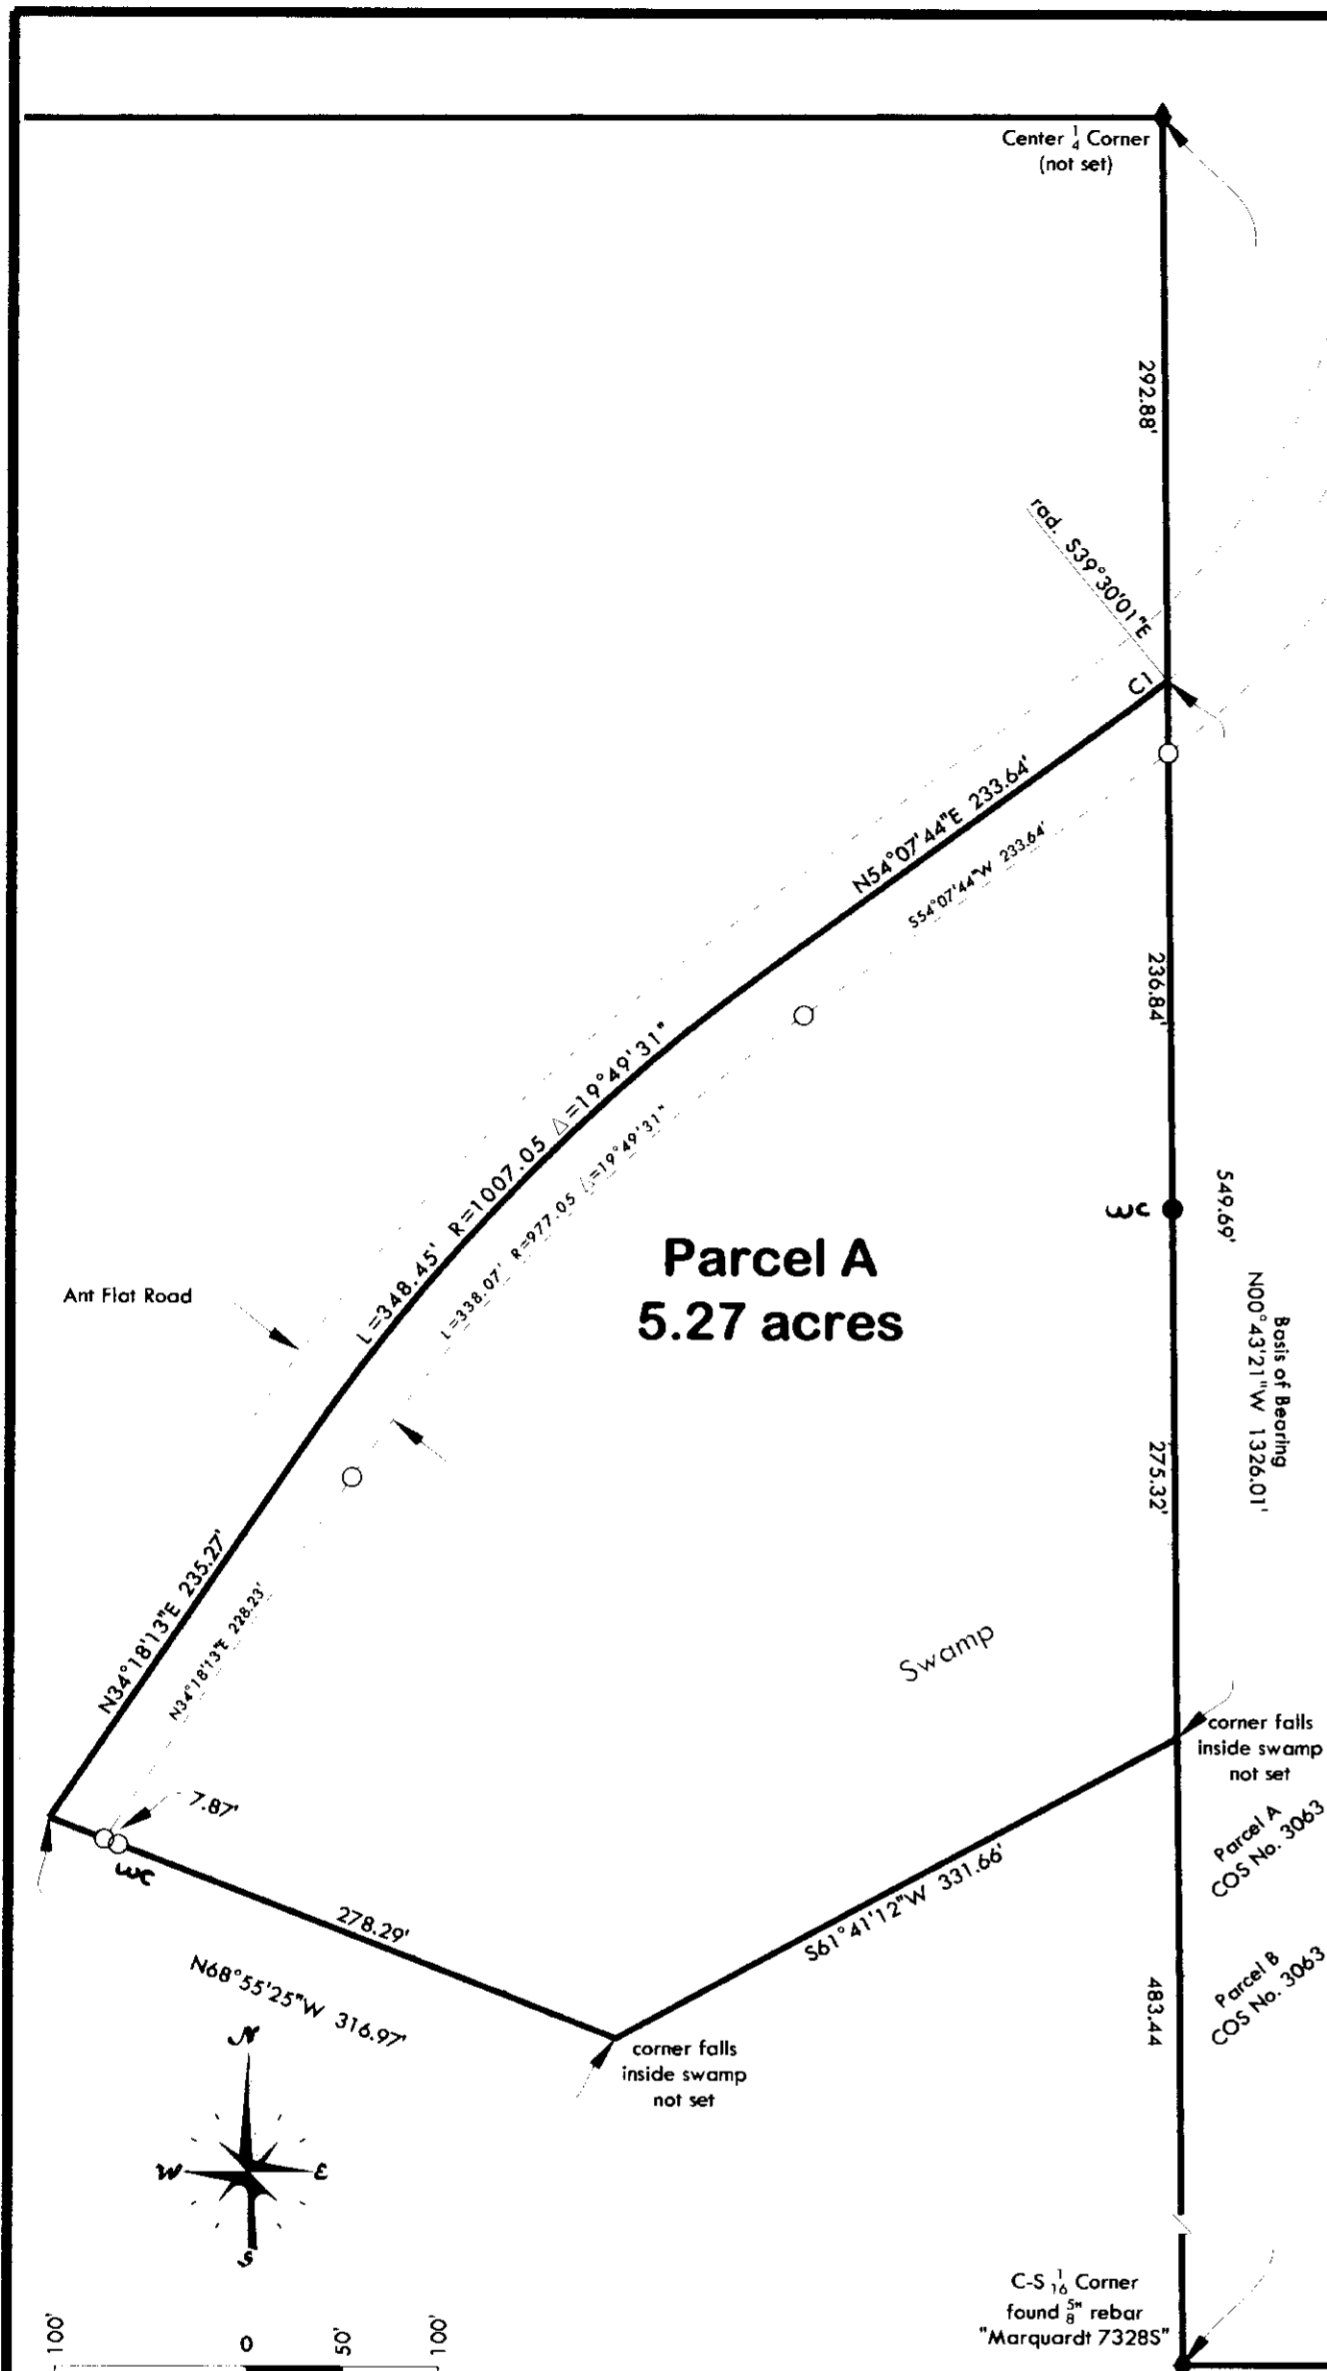 Center 1/4 Corner
(not set)
292.88'
rad. S39°30'01"E
C1
N54°07'44"E 233.64'
S54°07'44"W 233.64'
236.84'
L=348.45' R=1007.05 △=19°49'31"
L=338.07' R=977.05 △=19°49'31"
wc
549.69'
Parcel A
5.27 acres
Ant Flat Road
Basis of Bearing
N00°43'21"W 1326.01'
275.32'
N34°18'13"E 235.27'
N34°18'13"E 228.23'
Swamp
corner falls
inside swamp
not set
7.87'
wc
Parcel A
COS No. 3063
278.29'
S61°41'12"W 331.66'
N68°55'25"W 316.97'
Parcel B
COS No. 3063
483.44
corner falls
inside swamp
not set
N
W
E
S
C-S 1/16 Corner
found 5/8" rebar
"Marquardt 7328S"
100'
0
50'
100'